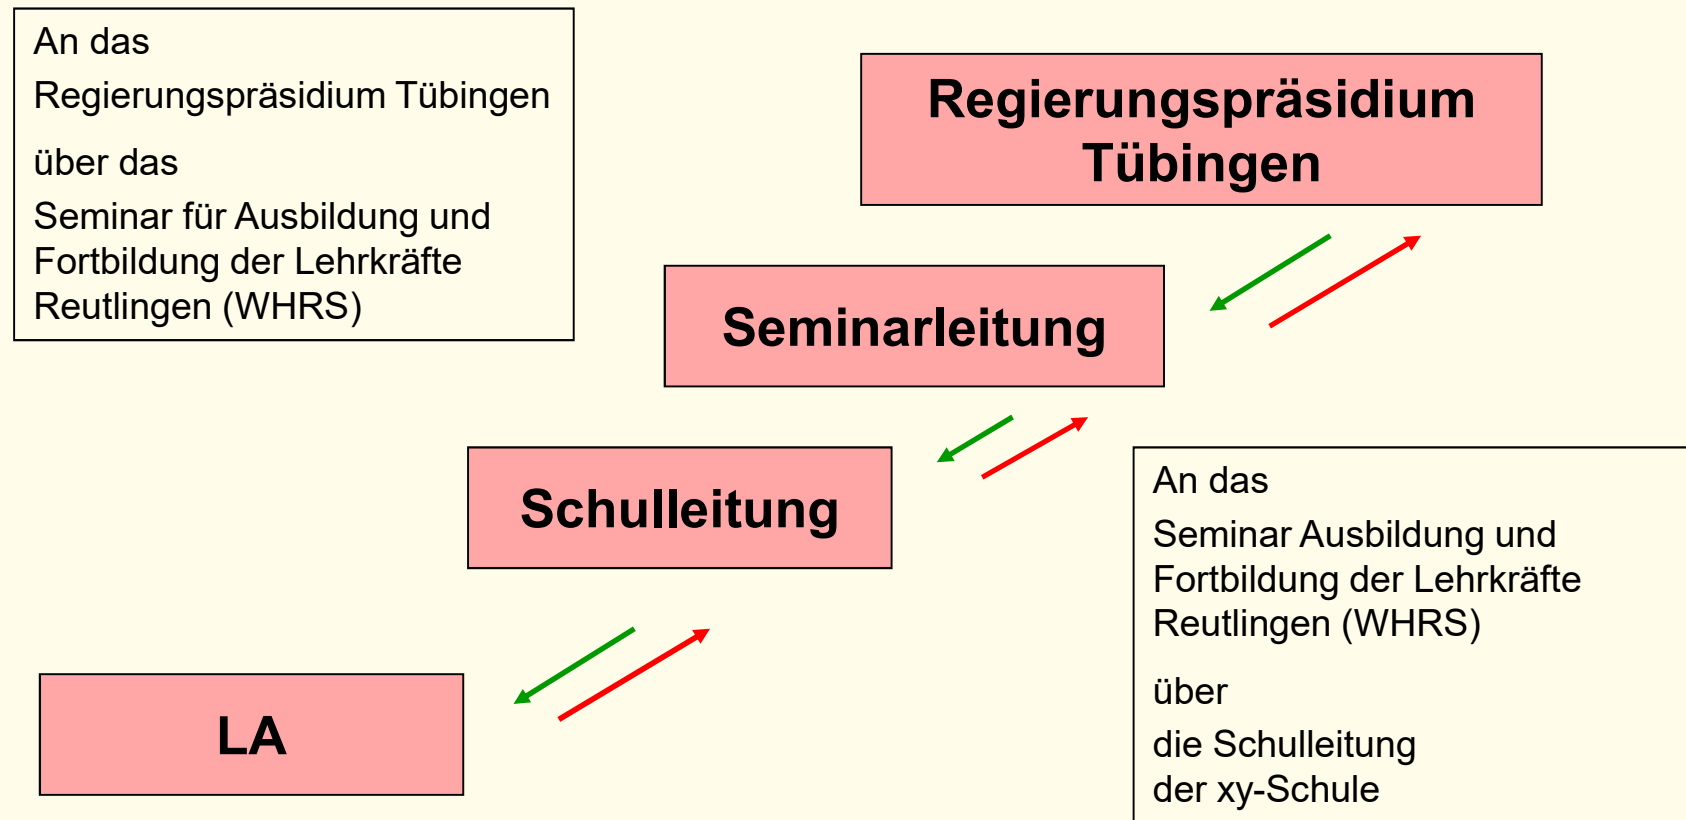 An das
Regierungspräsidium Tübingen
über das
Seminar für Ausbildung und
Fortbildung der Lehrkräfte
Reutlingen (WHRS)
Regierungspräsidium
Tübingen
Seminarleitung
Schulleitung
LA
An das
Seminar Ausbildung und
Fortbildung der Lehrkräfte
Reutlingen (WHRS)
über
die Schulleitung
der xy-Schule